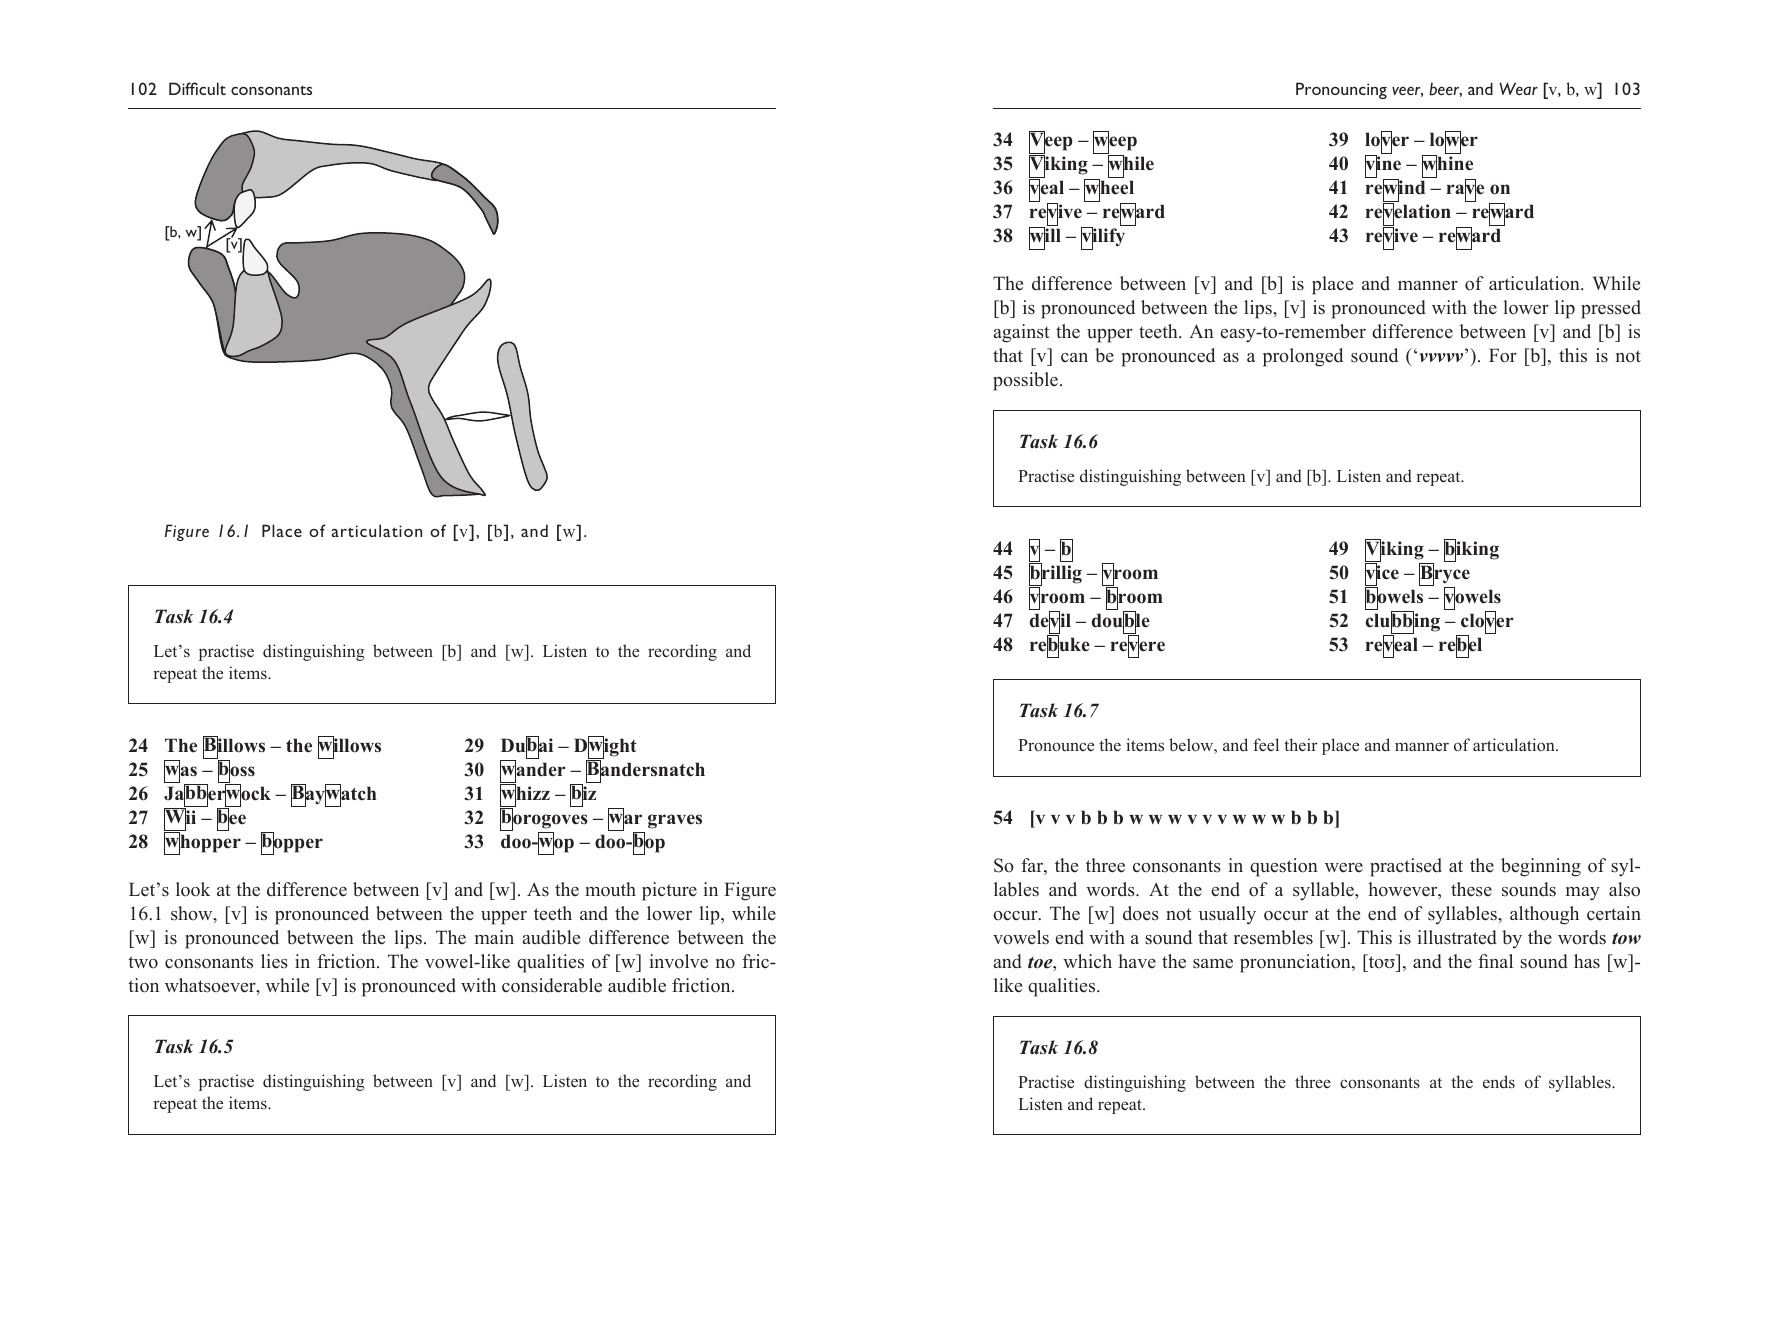 102 Difficult consonants
[b, w]
[v]
Figure 16.1 Place of articulation of [v], [b], and [w].
Task 16.4
Let’s practise distinguishing between [b] and [w]. Listen to the recording and
repeat the items.
24 The Billows – the willows
25 was – boss
26 Jabberwock – Baywatch
27 Wii – bee
28 whopper – bopper
29 Dubai – Dwight
30 wander – Bandersnatch
31 whizz – biz
32 borogoves – war graves
33 doo-wop – doo-bop
Let’s look at the difference between [v] and [w]. As the mouth picture in Figure
16.1 show, [v] is pronounced between the upper teeth and the lower lip, while
[w] is pronounced between the lips. The main audible difference between the
two consonants lies in friction. The vowel-like qualities of [w] involve no fric-
tion whatsoever, while [v] is pronounced with considerable audible friction.
Task 16.5
Let’s practise distinguishing between [v] and [w]. Listen to the recording and
repeat the items.
Pronouncing veer, beer, and Wear [v, b, w] 103
34 Veep – weep
35 Viking – while
36 veal – wheel
37 revive – reward
38 will – vilify
39 lover – lower
40 vine – whine
41 rewind – rave on
42 revelation – reward
43 revive – reward
The difference between [v] and [b] is place and manner of articulation. While
[b] is pronounced between the lips, [v] is pronounced with the lower lip pressed
against the upper teeth. An easy-to-remember difference between [v] and [b] is
that [v] can be pronounced as a prolonged sound (‘vvvvv’). For [b], this is not
possible.
Task 16.6
Practise distinguishing between [v] and [b]. Listen and repeat.
44 v – b
45 brillig – vroom
46 vroom – broom
47 devil – double
48 rebuke – revere
49 Viking – biking
50 vice – Bryce
51 bowels – vowels
52 clubbing – clover
53 reveal – rebel
Task 16.7
Pronounce the items below, and feel their place and manner of articulation.
54 [v v v b b b w w w v v v w w w b b b]
So far, the three consonants in question were practised at the beginning of syl-
lables and words. At the end of a syllable, however, these sounds may also
occur. The [w] does not usually occur at the end of syllables, although certain
vowels end with a sound that resembles [w]. This is illustrated by the words tow
and toe, which have the same pronunciation, [toʊ], and the final sound has [w]-
like qualities.
Task 16.8
Practise distinguishing between the three consonants at the ends of syllables.
Listen and repeat.